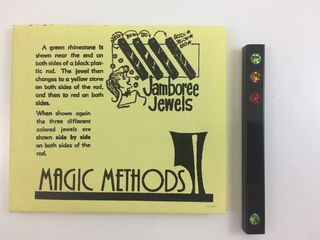 A green rhinestone is
shown near the end on
both sides of a black plas-
tic rod. The jewel then
changes to a yellow stone
on both sides of the rod,
and then to red on both
sides.
When shown again
the three different
colored jewels are
shown side by side
on both sides of the
rod.
Jamboree
Jewels
MAGIC METHODS